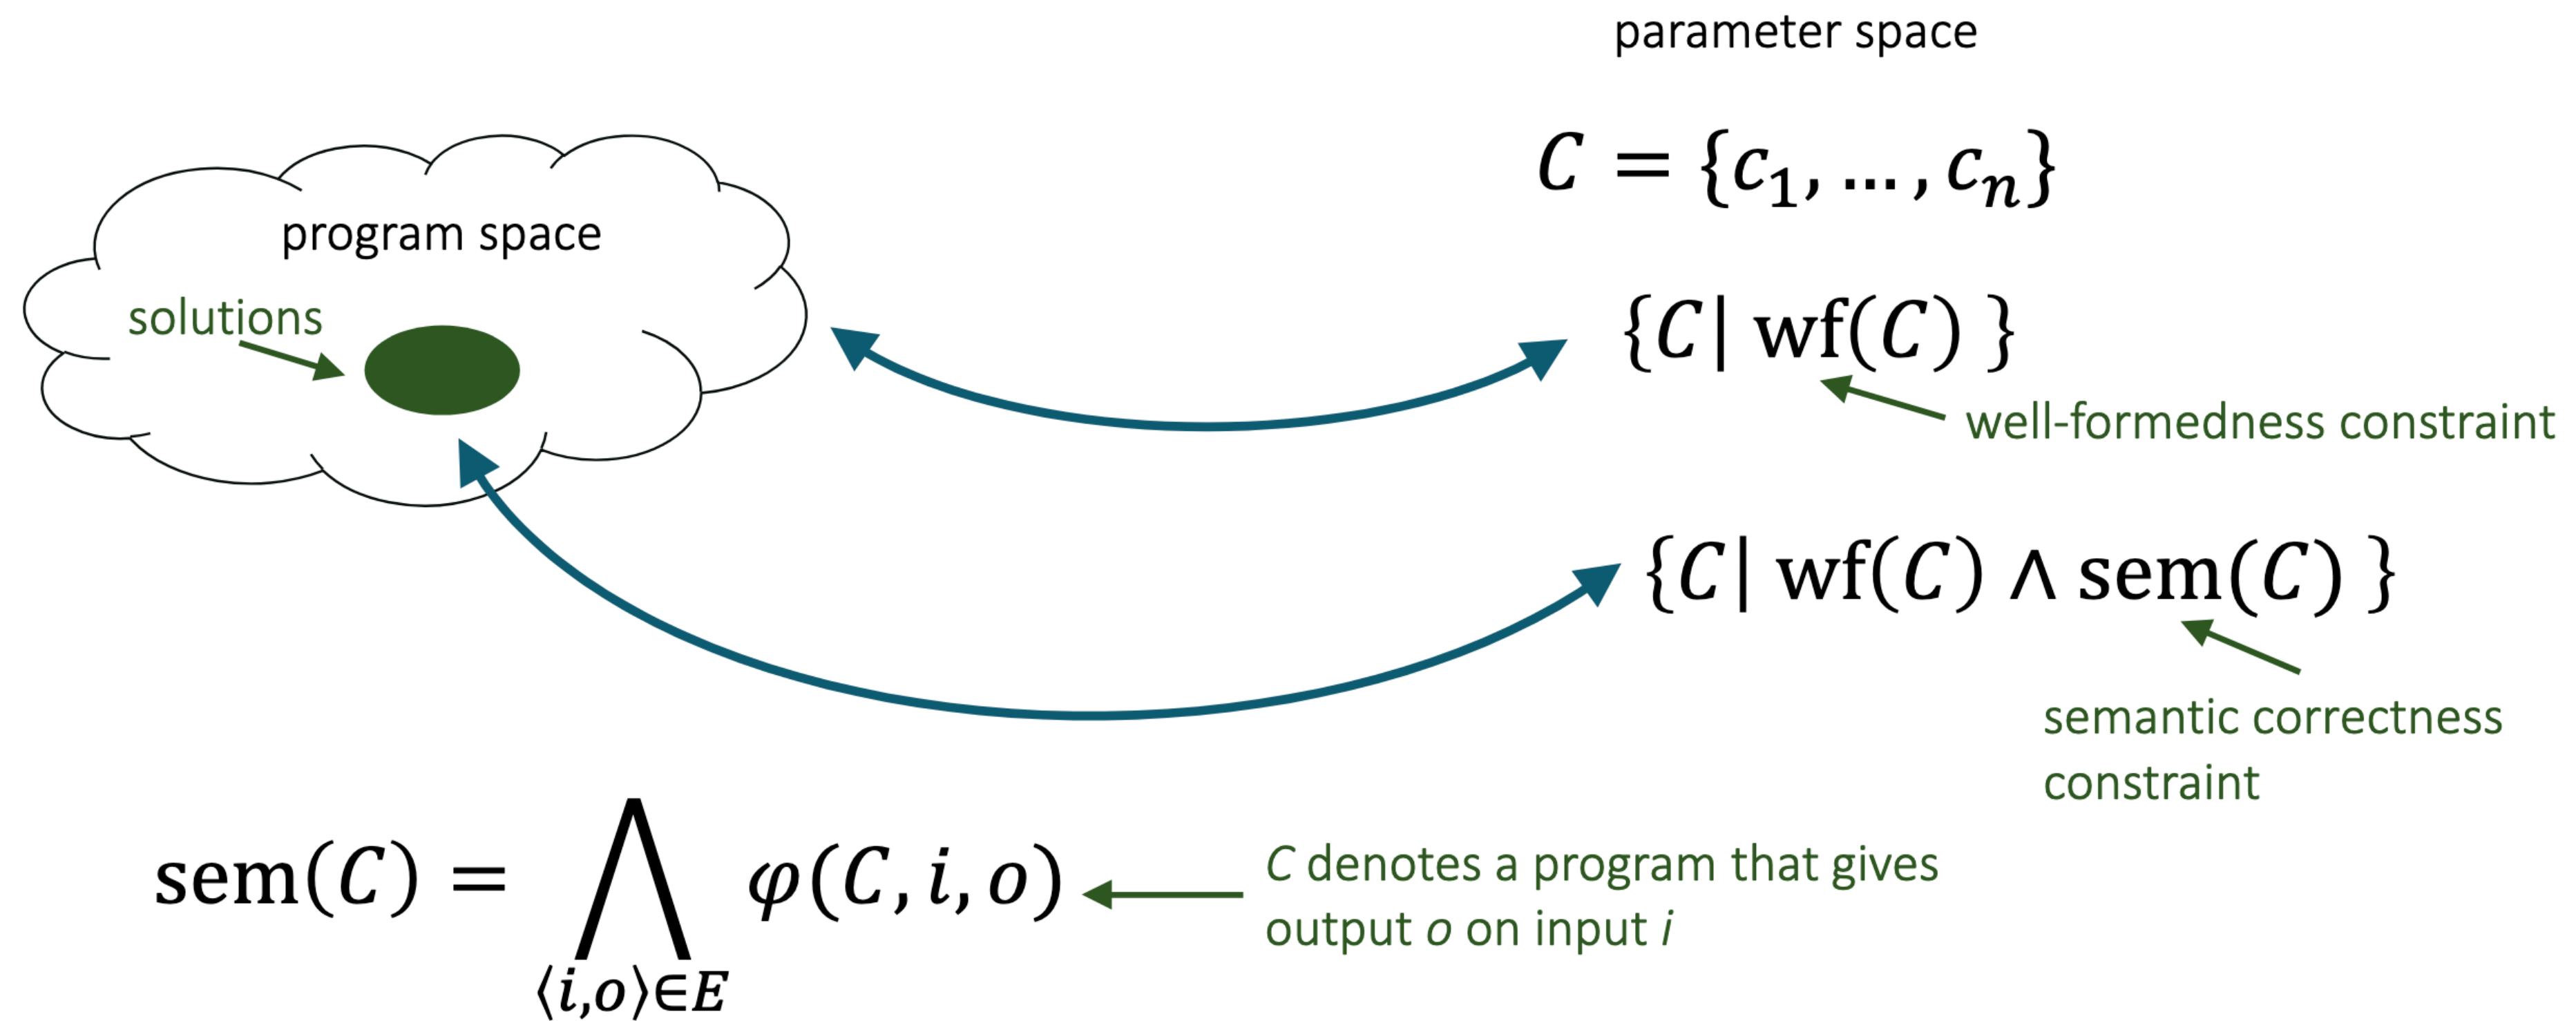 parameter space
C = {c₁, … , cₙ}
program space
solutions
{C| wf(C) }
well-formedness constraint
{C| wf(C) ∧ sem(C) }
semantic correctness
constraint
sem(C) = ⋀ φ(C, i, o)
⟨i,o⟩∈E
C denotes a program that gives
output o on input i